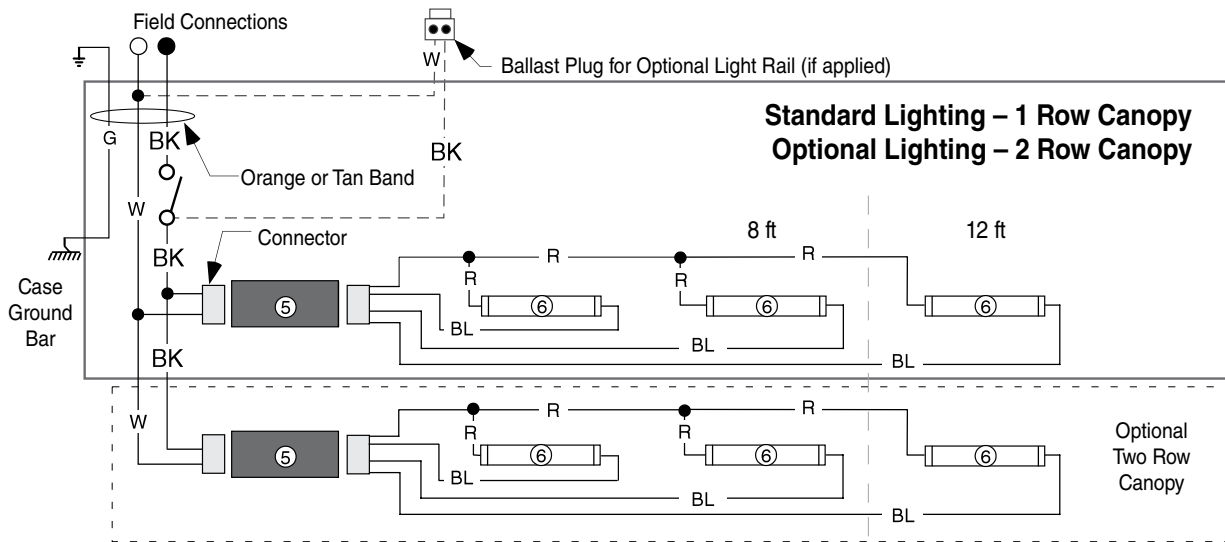 Field Connections
W
Ballast Plug for Optional Light Rail (if applied)
Standard Lighting – 1 Row Canopy
Optional Lighting – 2 Row Canopy
G
BK
BK
Orange or Tan Band
W
Connector
8 ft
12 ft
BK
R
R
R
R
Case
Ground
Bar
5
6
6
6
BL
BL
BL
BK
W
R
R
R
R
5
6
6
6
BL
BL
BL
Optional
Two Row
Canopy